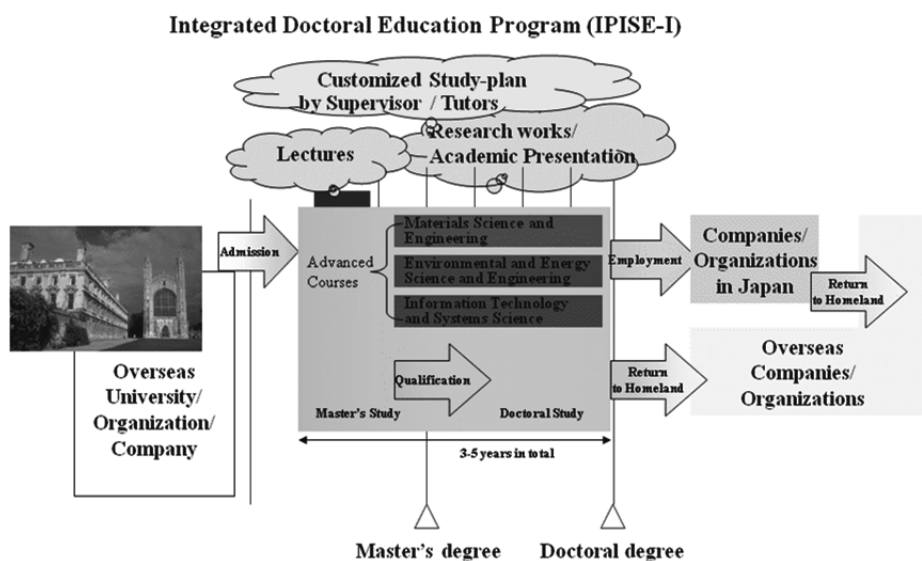 Integrated Doctoral Education Program (IPISE-I)
Customized Study-plan
by Supervisor / Tutors
Research works/
Academic Presentation
Lectures
Admission
Overseas
University/
Organization/
Company
Advanced
Courses
Materials Science and
Engineering
Environmental and Energy
Science and Engineering
Information Technology
and Systems Science
Qualification
Master's Study
Doctoral Study
3-5 years in total
Master's degree
Doctoral degree
Employment
Companies/
Organizations
in Japan
Return
to Homeland
Return
to Homeland
Overseas
Companies/
Organizations